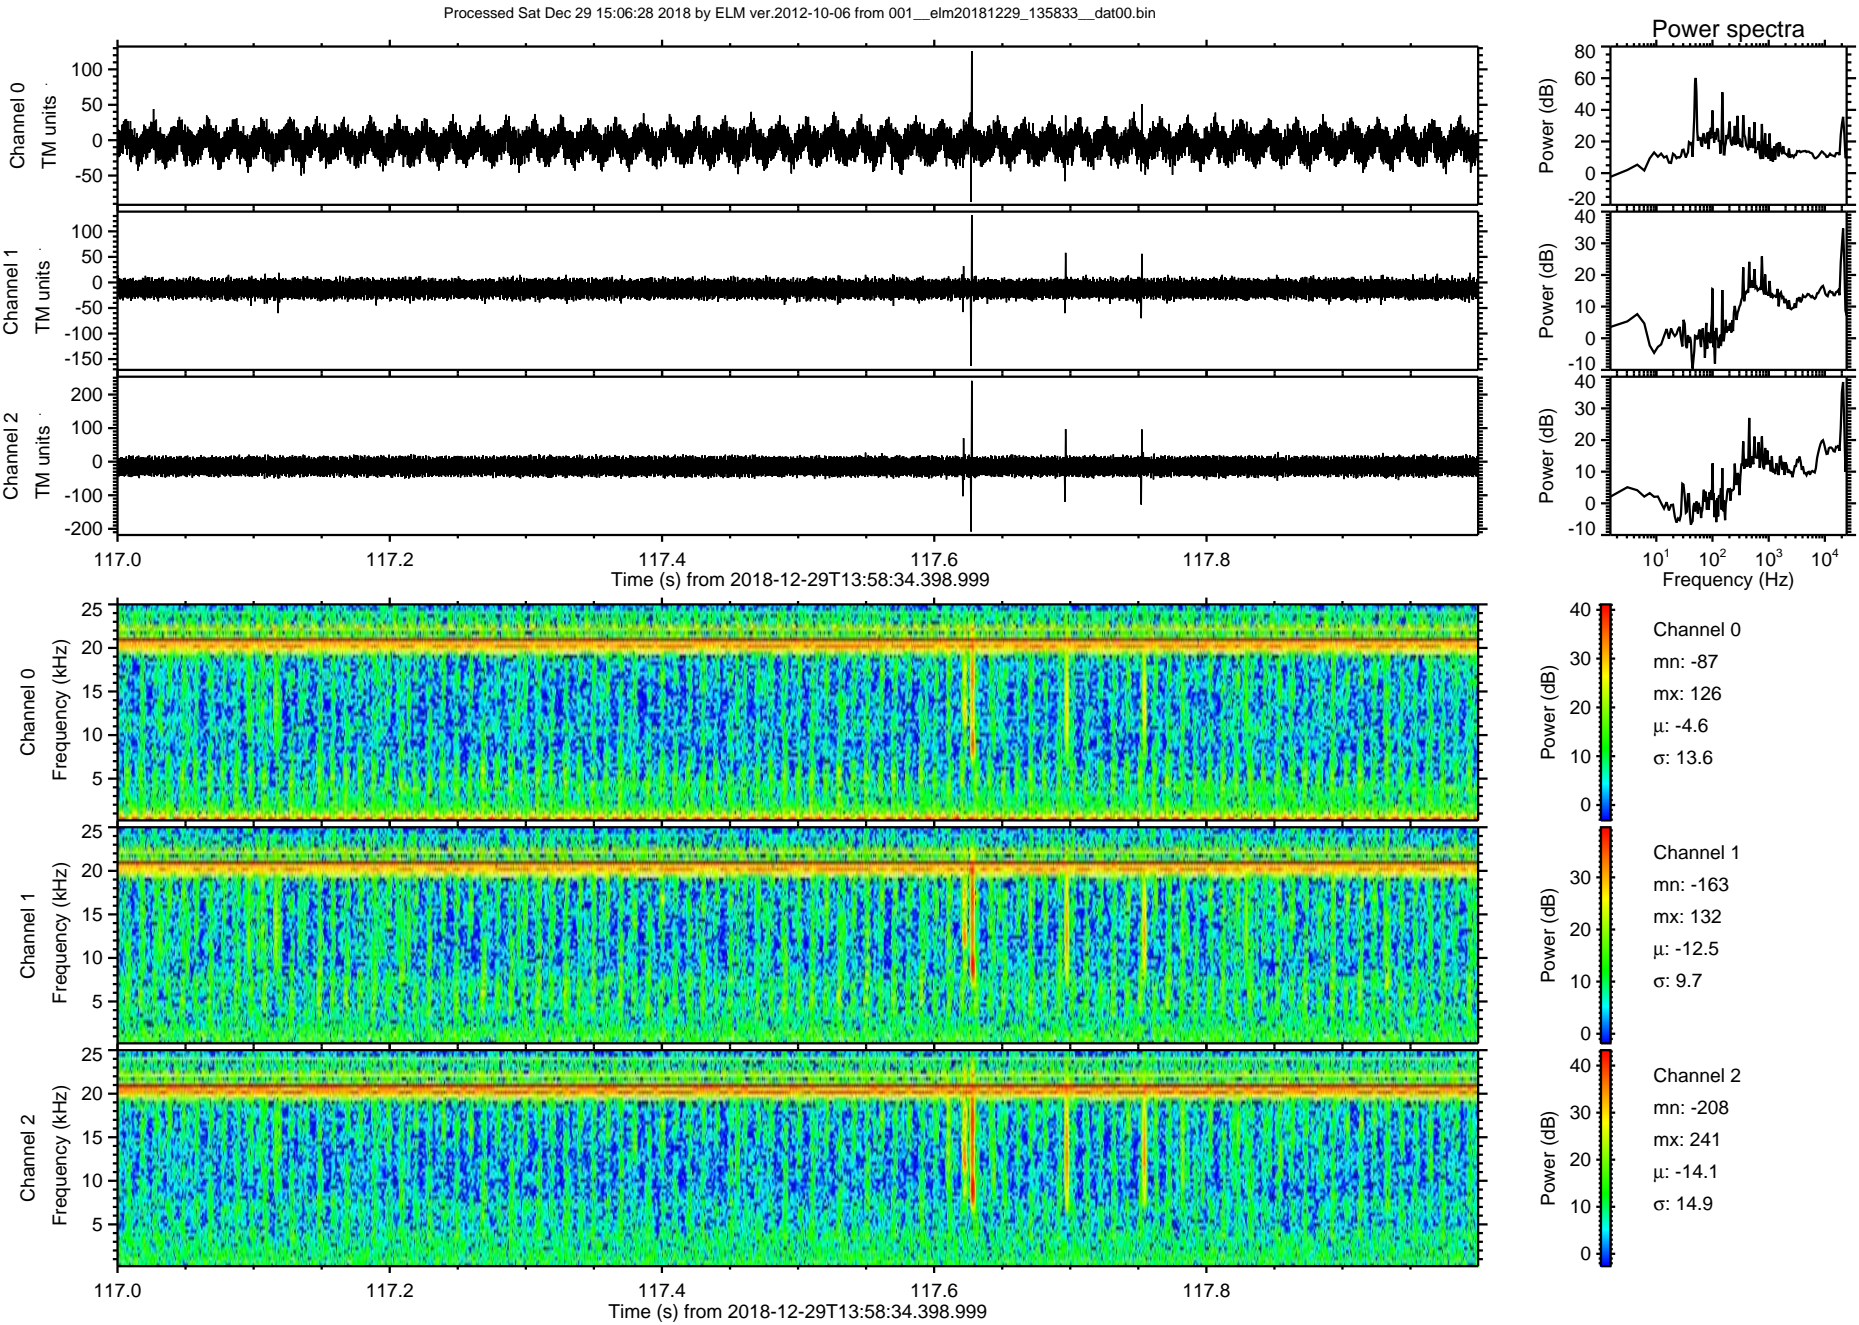 Processed Sat Dec 29 15:06:28 2018 by ELM ver.2012-10-06 from 001__elm20181229_135833__dat00.bin
Power spectra
Channel 0
TM units
100
50
0
-50
Power (dB)
80
60
40
20
0
-20
Channel 1
TM units
100
50
0
-50
-100
-150
Power (dB)
40
30
20
10
0
-10
Channel 2
TM units
200
100
0
-100
-200
Power (dB)
40
30
20
10
0
-10
117.0 117.2 117.4 117.6 117.8
Time (s) from 2018-12-29T13:58:34.398.999
10^1 10^2 10^3 10^4
Frequency (Hz)
Channel 0
Frequency (kHz)
25
20
15
10
5
Power (dB)
40
30
20
10
0
Channel 0
mn: -87
mx: 126
μ: -4.6
σ: 13.6
Channel 1
Frequency (kHz)
25
20
15
10
5
Power (dB)
30
20
10
0
Channel 1
mn: -163
mx: 132
μ: -12.5
σ: 9.7
Channel 2
Frequency (kHz)
25
20
15
10
5
Power (dB)
40
30
20
10
0
Channel 2
mn: -208
mx: 241
μ: -14.1
σ: 14.9
117.0 117.2 117.4 117.6 117.8
Time (s) from 2018-12-29T13:58:34.398.999